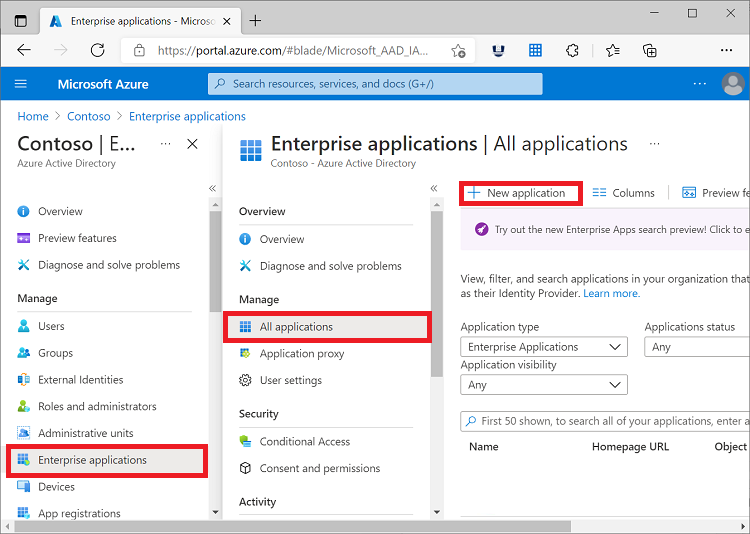 Enterprise applications - Microso
https://portal.azure.com/#blade/Microsoft_AAD_IA...
Microsoft Azure
Search resources, services, and docs (G+/)
Home > Contoso > Enterprise applications
Contoso | E...
Azure Active Directory
Overview
Preview features
Diagnose and solve problems
Manage
Users
Groups
External Identities
Roles and administrators
Administrative units
Enterprise applications
Devices
App registrations
Enterprise applications | All applications
Contoso - Azure Active Directory
Overview
Overview
Diagnose and solve problems
Manage
All applications
Application proxy
User settings
Security
Conditional Access
Consent and permissions
Activity
New application
Columns
Preview fe
Try out the new Enterprise Apps search preview! Click to e
View, filter, and search applications in your organization that
as their Identity Provider. Learn more.
Application type
Applications status
Enterprise Applications
Any
Application visibility
Any
First 50 shown, to search all of your applications, enter a
Name
Homepage URL
Object